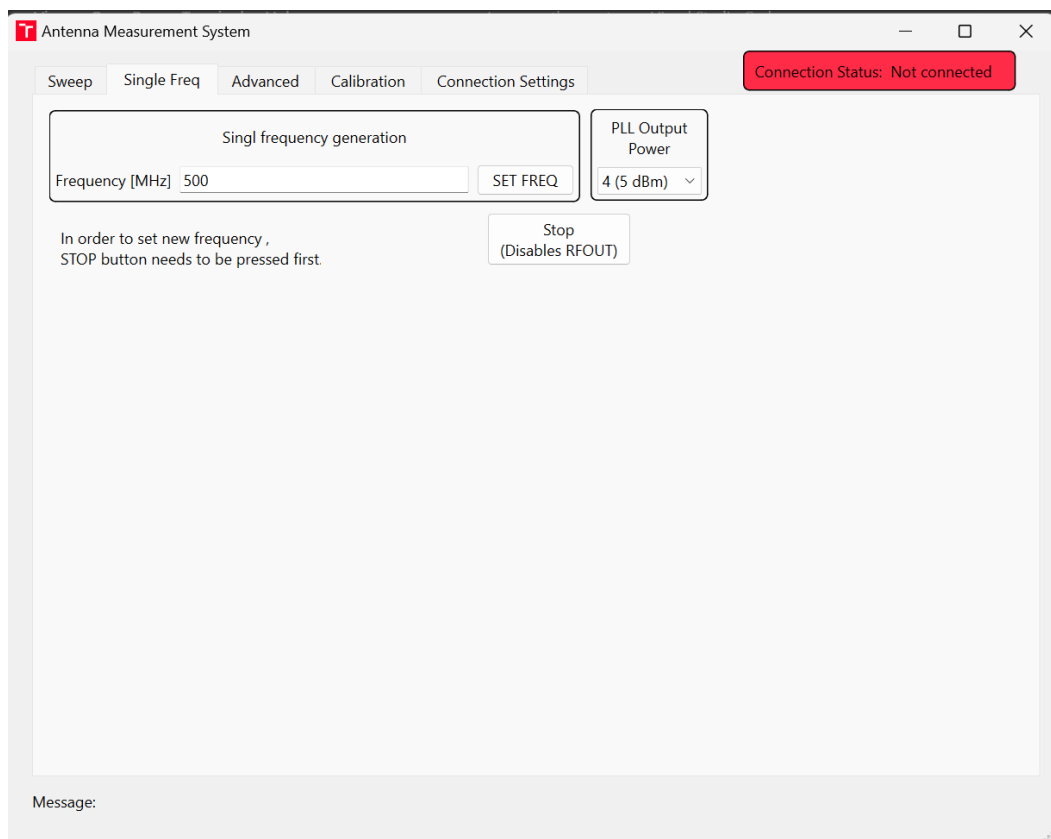 Antenna Measurement System
Connection Status: Not connected
Sweep
Single Freq
Advanced
Calibration
Connection Settings
Singl frequency generation
Frequency [MHz]
500
SET FREQ
PLL Output
Power
4 (5 dBm)
In order to set new frequency ,
STOP button needs to be pressed first.
Stop
(Disables RFOUT)
Message: